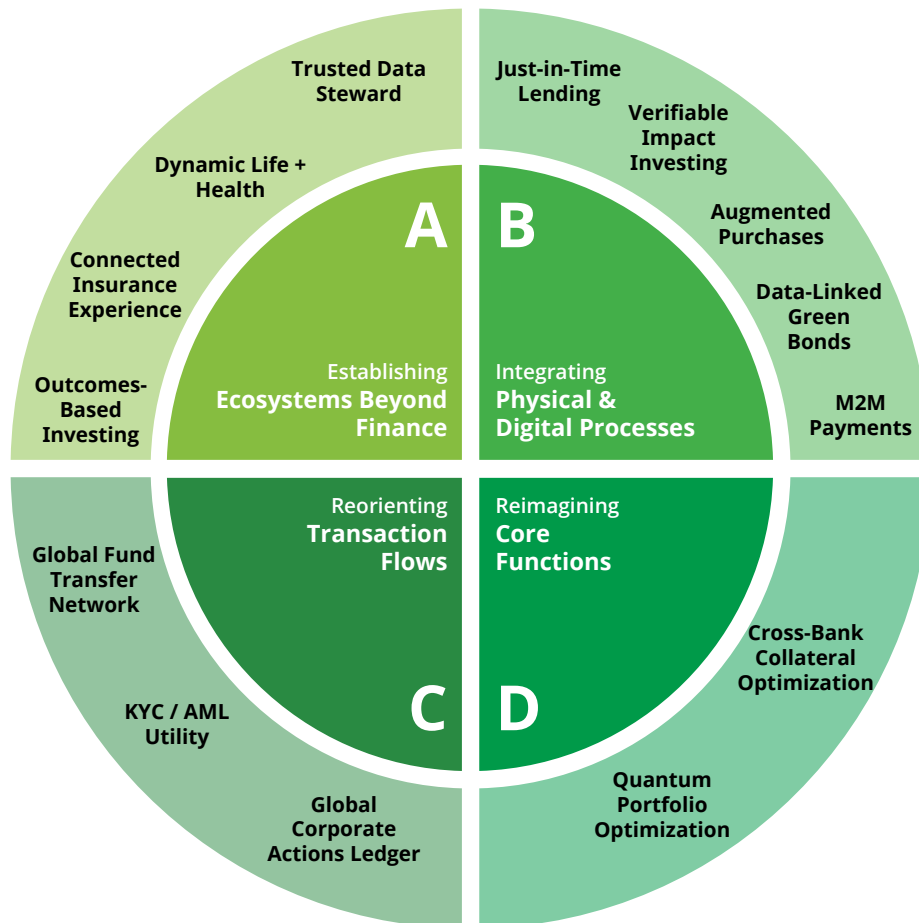 Trusted Data
Steward
Dynamic Life +
Health
Connected
Insurance
Experience
Outcomes-
Based
Investing
A
Establishing
Ecosystems Beyond
Finance
Just-in-Time
Lending
Verifiable
Impact
Investing
Augmented
Purchases
Data-Linked
Green
Bonds
M2M
Payments
B
Integrating
Physical &
Digital Processes
Reorienting
Transaction
Flows
C
Global Fund
Transfer
Network
KYC / AML
Utility
Global
Corporate
Actions Ledger
Reimagining
Core
Functions
D
Cross-Bank
Collateral
Optimization
Quantum
Portfolio
Optimization